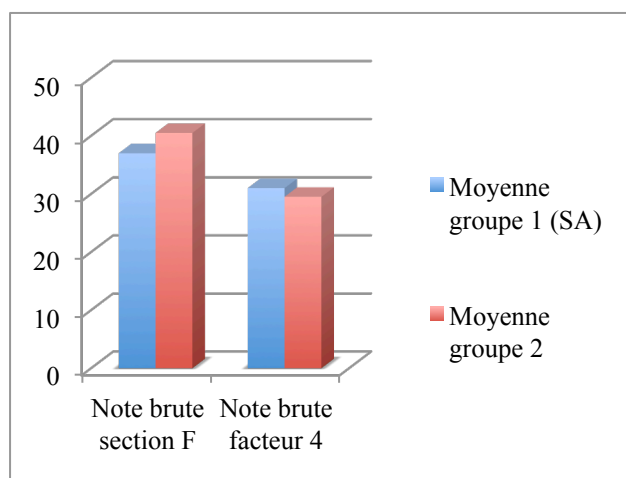 50
40
30
20
10
0
Note brute
section F
Note brute
facteur 4
Moyenne
groupe 1 (SA)
Moyenne
groupe 2